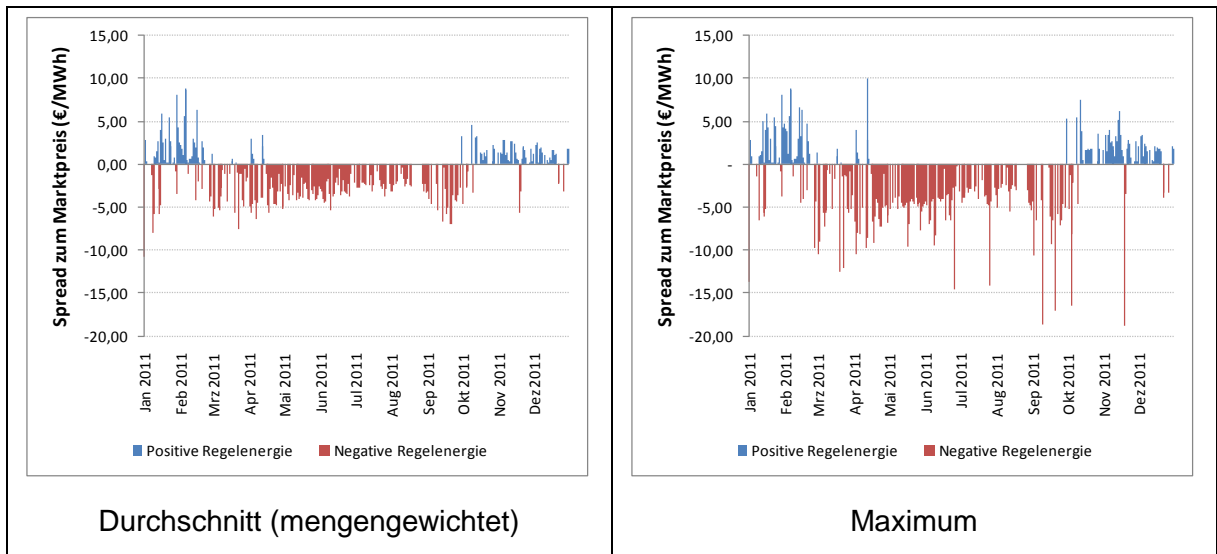 Spread zum Marktpreis (€/MWh)
15,00
10,00
5,00
0,00
-5,00
-10,00
-15,00
-20,00
Jan 2011
Feb 2011
Mrz 2011
Apr 2011
Mai 2011
Jun 2011
Jul 2011
Aug 2011
Sep 2011
Okt 2011
Nov 2011
Dez 2011
Positive Regelenergie
Negative Regelenergie
Durchschnitt (mengengewichtet)
Spread zum Marktpreis (€/MWh)
15,00
10,00
5,00
-
-5,00
-10,00
-15,00
-20,00
Jan 2011
Feb 2011
Mrz 2011
Apr 2011
Mai 2011
Jun 2011
Jul 2011
Aug 2011
Sep 2011
Okt 2011
Nov 2011
Dez 2011
Positive Regelenergie
Negative Regelenergie
Maximum